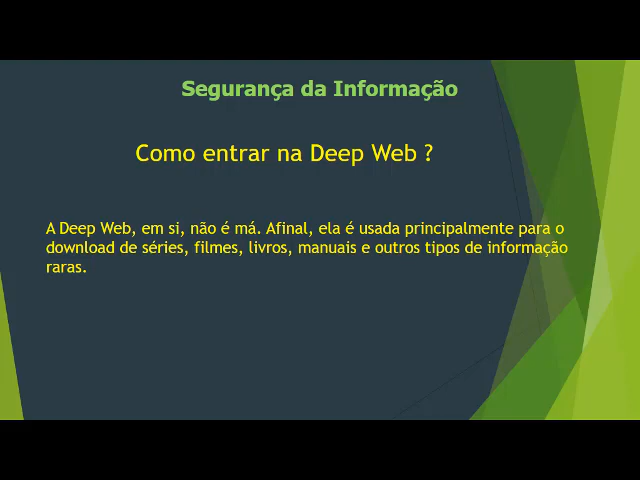 Segurança da Informação
Como entrar na Deep Web ?
A Deep Web, em si, não é má. Afinal, ela é usada principalmente para o
download de séries, filmes, livros, manuais e outros tipos de informação
raras.